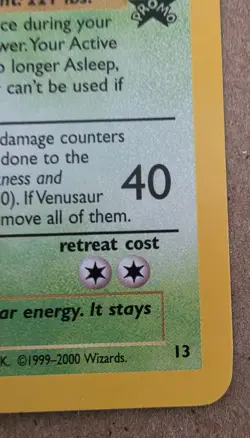 PROMO
ce during your
wer. Your Active
o longer Asleep,
can't be used if
damage counters
done to the
ness and
0). If Venusaur
move all of them.
40
retreat cost
ar energy. It stays
K. ©1999–2000 Wizards.
13